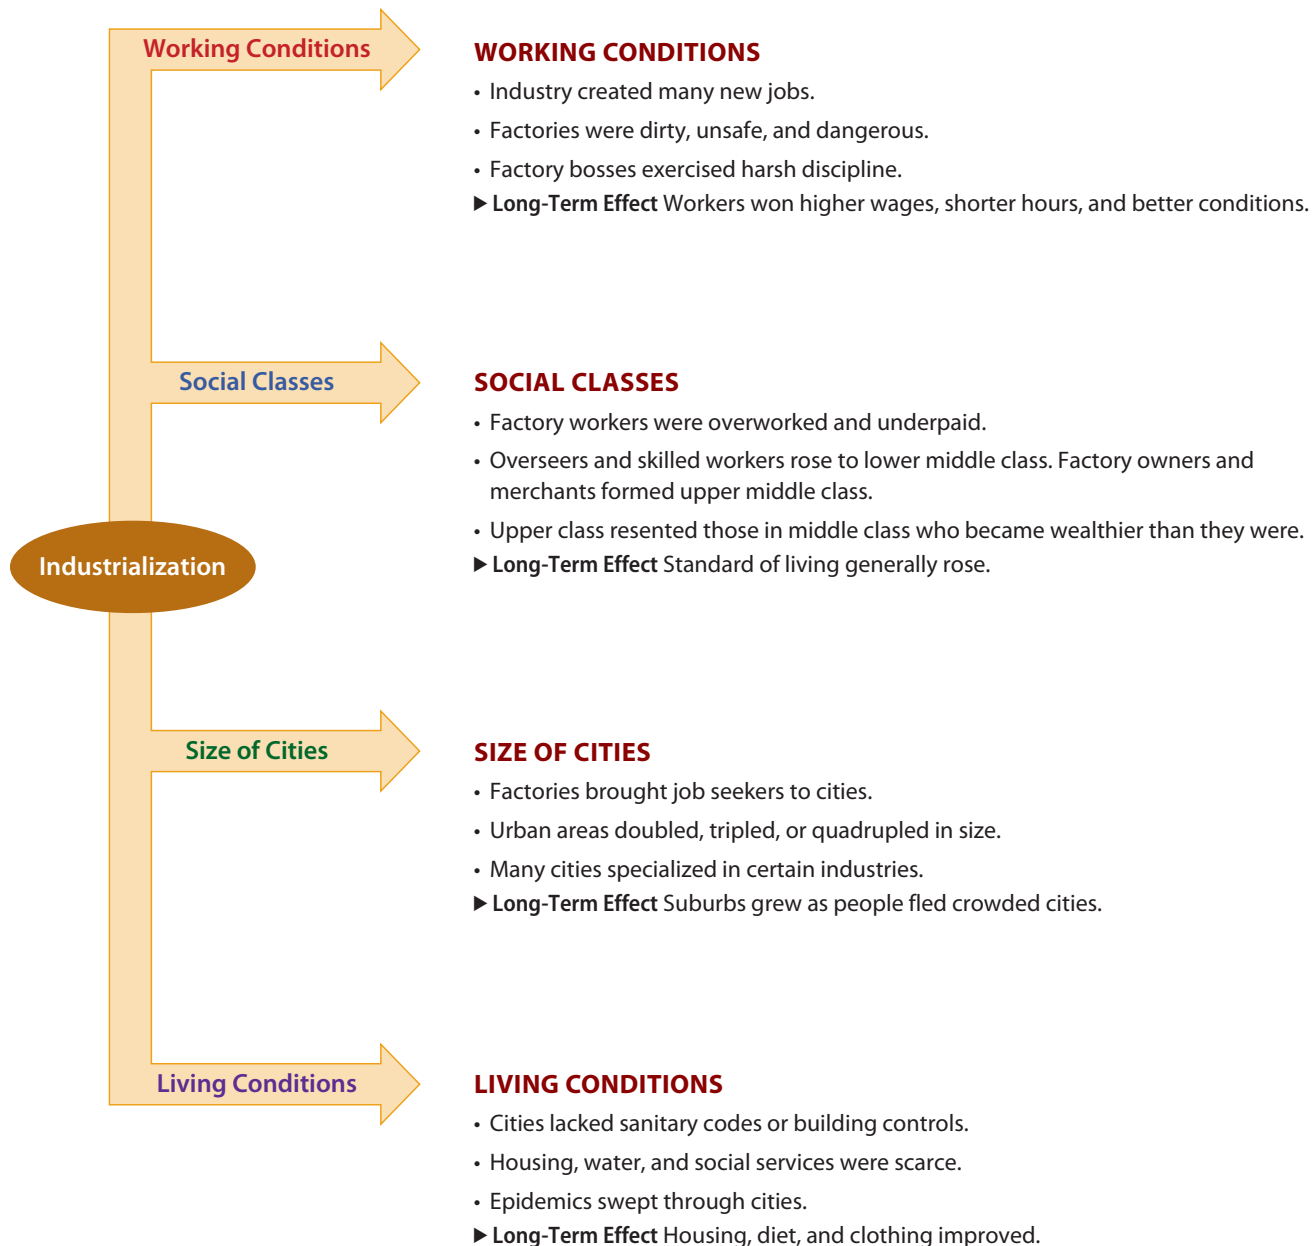 Working Conditions
WORKING CONDITIONS
• Industry created many new jobs.
• Factories were dirty, unsafe, and dangerous.
• Factory bosses exercised harsh discipline.
▶ Long-Term Effect Workers won higher wages, shorter hours, and better conditions.
Social Classes
SOCIAL CLASSES
• Factory workers were overworked and underpaid.
• Overseers and skilled workers rose to lower middle class. Factory owners and
merchants formed upper middle class.
• Upper class resented those in middle class who became wealthier than they were.
▶ Long-Term Effect Standard of living generally rose.
Industrialization
Size of Cities
SIZE OF CITIES
• Factories brought job seekers to cities.
• Urban areas doubled, tripled, or quadrupled in size.
• Many cities specialized in certain industries.
▶ Long-Term Effect Suburbs grew as people fled crowded cities.
Living Conditions
LIVING CONDITIONS
• Cities lacked sanitary codes or building controls.
• Housing, water, and social services were scarce.
• Epidemics swept through cities.
▶ Long-Term Effect Housing, diet, and clothing improved.